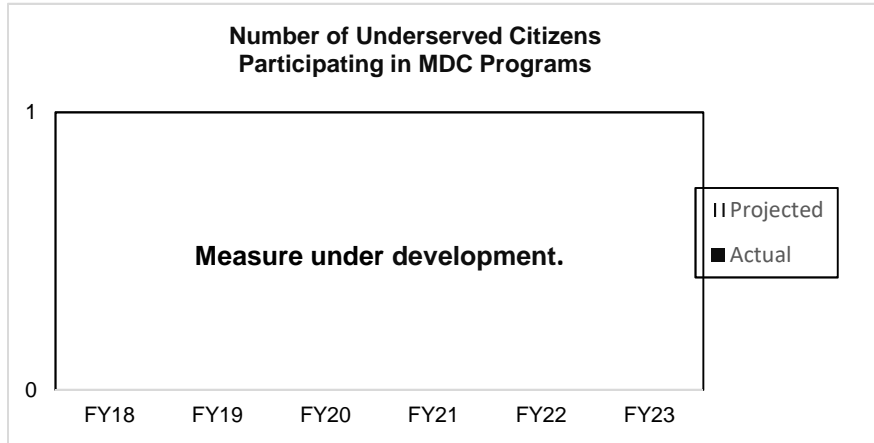 Number of Underserved Citizens
Participating in MDC Programs
1
Measure under development.
Projected
Actual
0
FY18 FY19 FY20 FY21 FY22 FY23